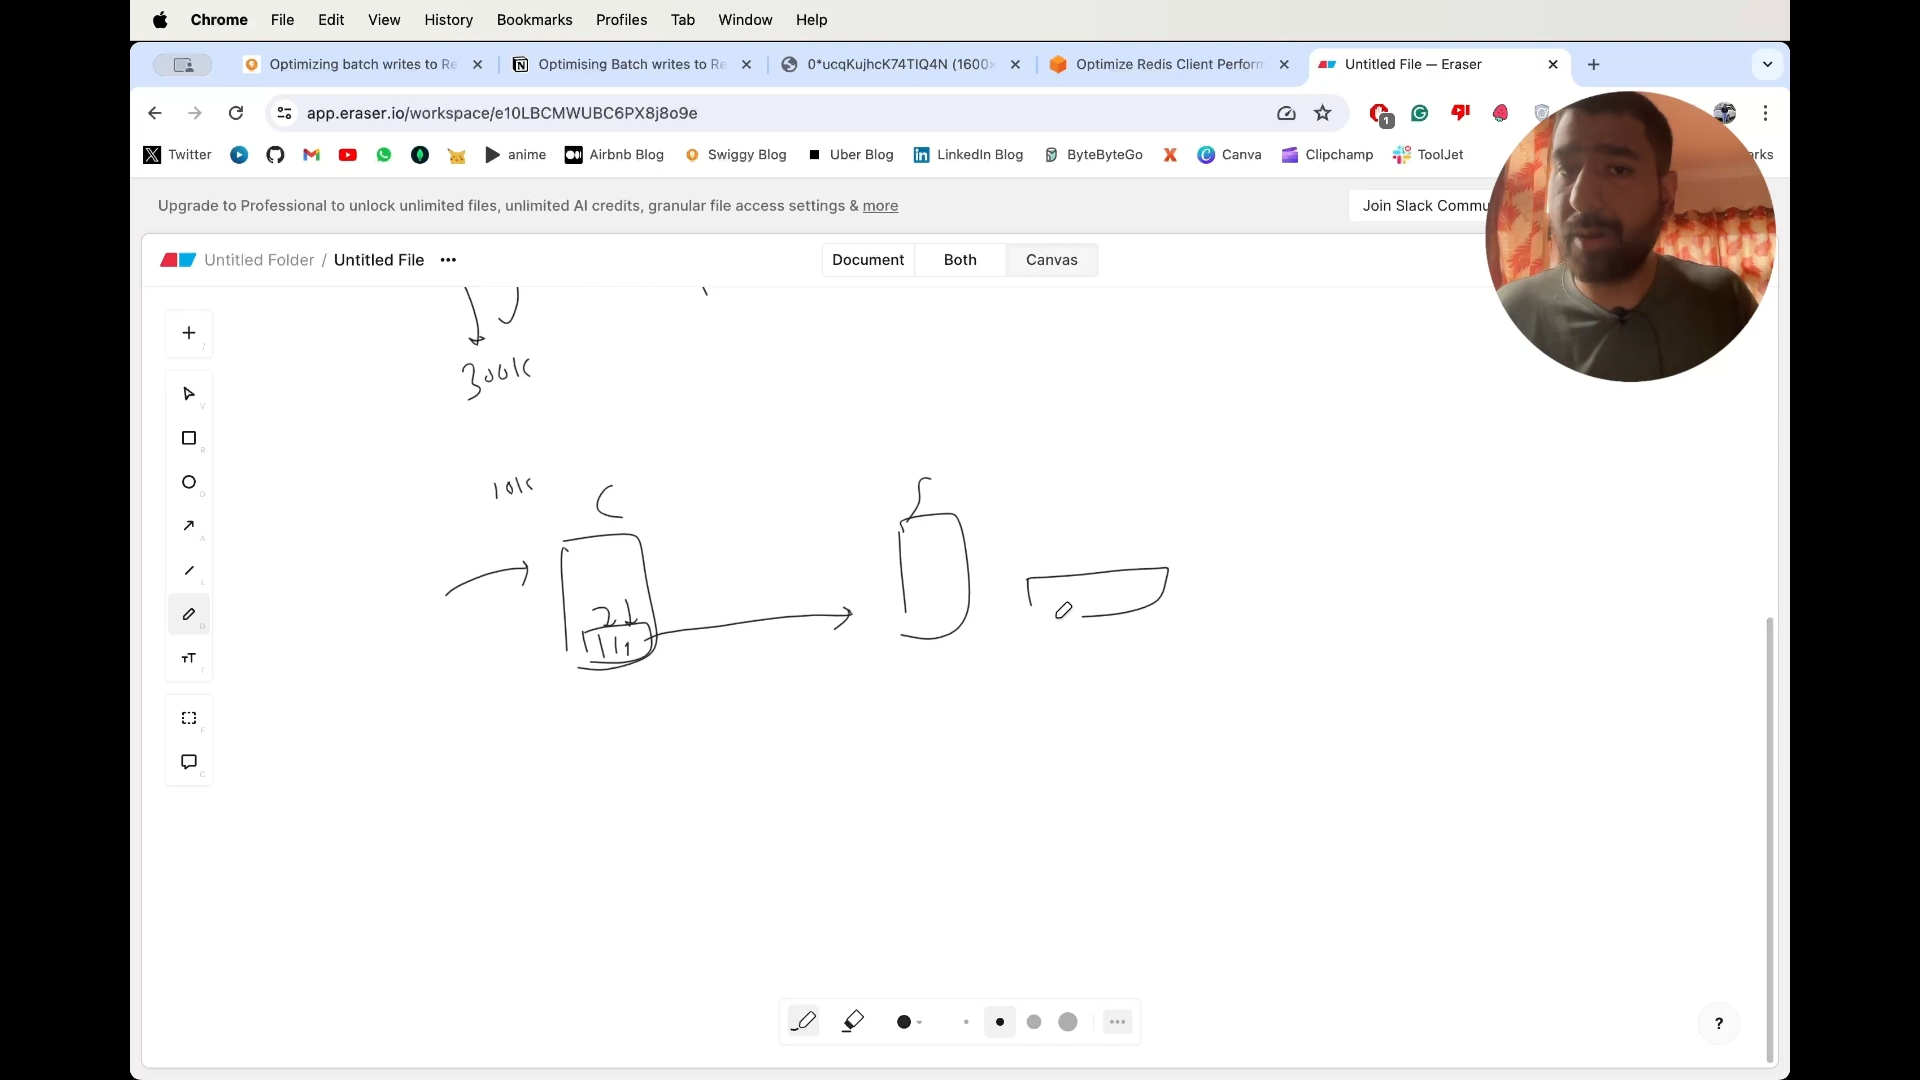 Chrome File Edit View History Bookmarks Profiles Tab Window Help
Optimizing batch writes to Re Optimising Batch writes to Re 0*ucqKujhcK74TIQ4N (1600× Optimize Redis Client Perform Untitled File — Eraser
app.eraser.io/workspace/e10LBCMWUBC6PX8j8o9e 1
Twitter anime Airbnb Blog Swiggy Blog Uber Blog LinkedIn Blog ByteByteGo Canva Clipchamp ToolJet arks
Upgrade to Professional to unlock unlimited files, unlimited AI credits, granular file access settings & more Join Slack Commu
Untitled Folder / Untitled File ••• Document Both Canvas
300K
10K C S
?